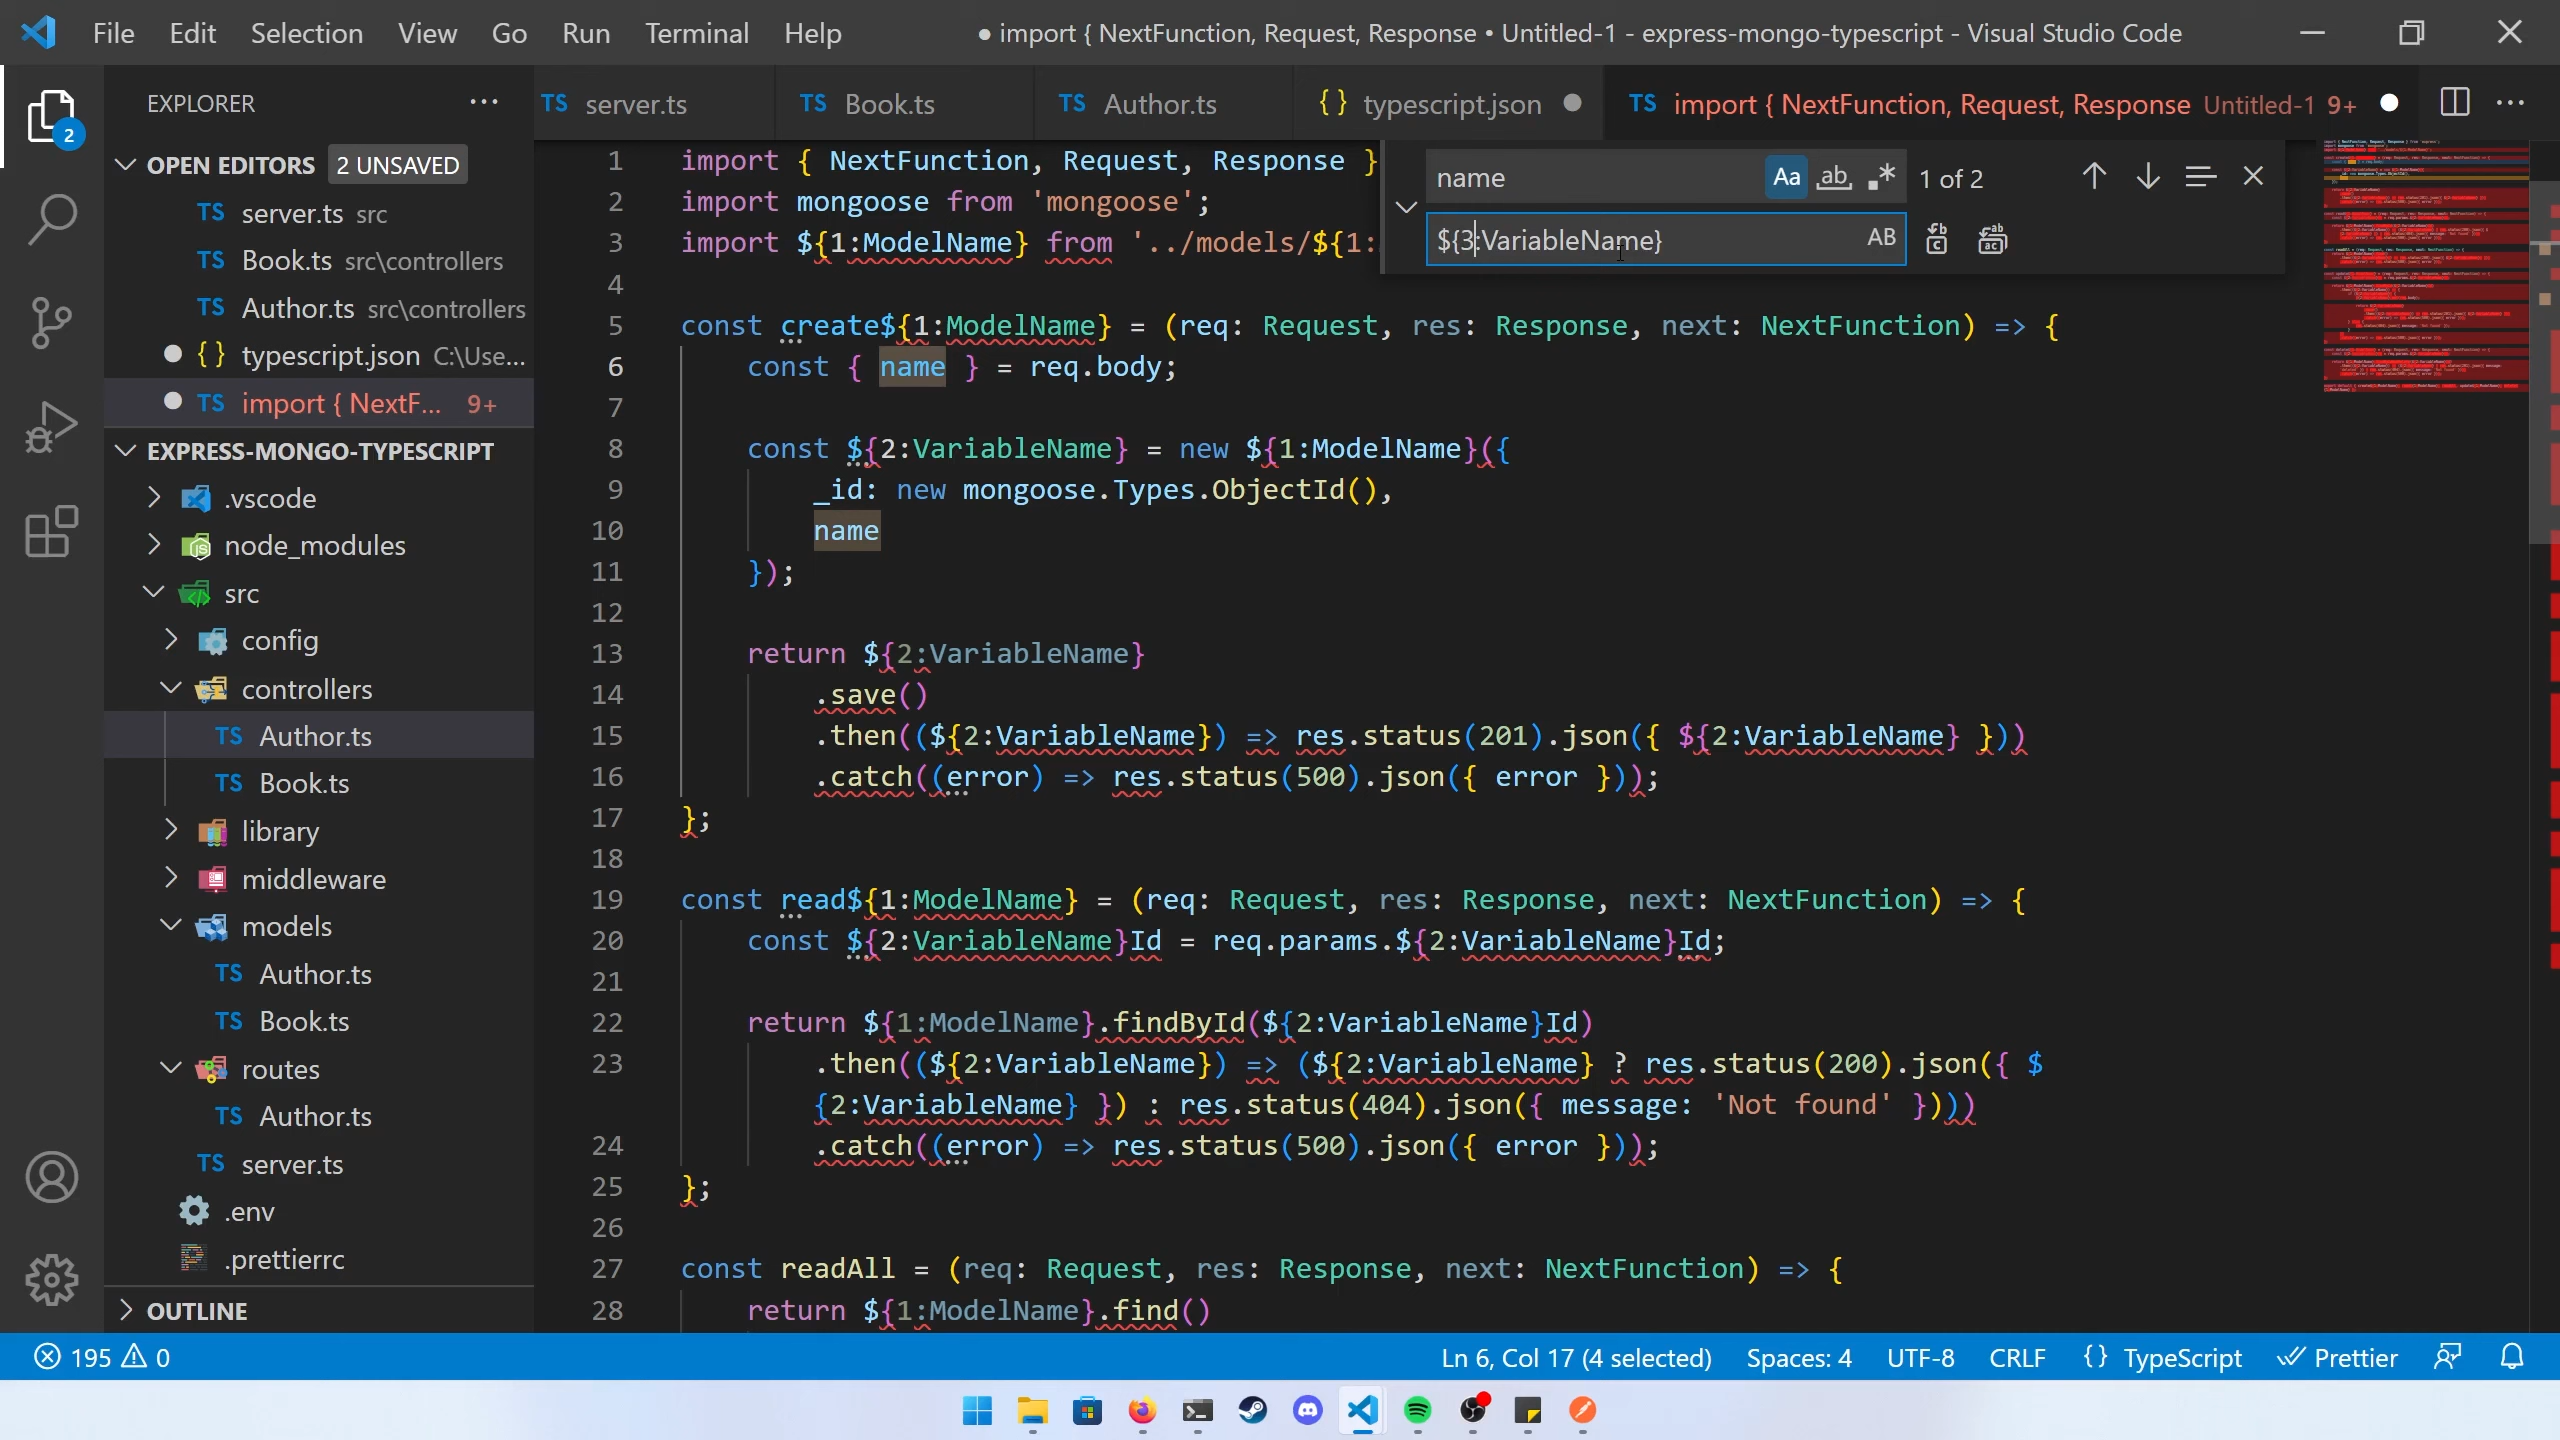 File Edit Selection View Go Run Terminal Help
● import { NextFunction, Request, Response • Untitled-1 - express-mongo-typescript - Visual Studio Code
EXPLORER
TS server.ts
TS Book.ts
TS Author.ts
{} typescript.json
TS import { NextFunction, Request, Response Untitled-1 9+
2
OPEN EDITORS 2 UNSAVED
TS server.ts src
TS Book.ts src\controllers
TS Author.ts src\controllers
{} typescript.json C:\Use...
TS import { NextF... 9+
EXPRESS-MONGO-TYPESCRIPT
.vscode
node_modules
src
config
controllers
TS Author.ts
TS Book.ts
library
middleware
models
TS Author.ts
TS Book.ts
routes
TS Author.ts
TS server.ts
.env
.prettierrc
OUTLINE
name Aa ab .* 1 of 2
${3:VariableName} AB
1 import { NextFunction, Request, Response }
2 import mongoose from 'mongoose';
3 import ${1:ModelName} from '../models/${1:
4
5 const create${1:ModelName} = (req: Request, res: Response, next: NextFunction) => {
6 const { name } = req.body;
7
8 const ${2:VariableName} = new ${1:ModelName}({
9 _id: new mongoose.Types.ObjectId(),
10 name
11 });
12
13 return ${2:VariableName}
14 .save()
15 .then((${2:VariableName}) => res.status(201).json({ ${2:VariableName} }))
16 .catch((error) => res.status(500).json({ error }));
17 };
18
19 const read${1:ModelName} = (req: Request, res: Response, next: NextFunction) => {
20 const ${2:VariableName}Id = req.params.${2:VariableName}Id;
21
22 return ${1:ModelName}.findById(${2:VariableName}Id)
23 .then((${2:VariableName}) => (${2:VariableName} ? res.status(200).json({ $
{2:VariableName} }) : res.status(404).json({ message: 'Not found' })))
24 .catch((error) => res.status(500).json({ error }));
25 };
26
27 const readAll = (req: Request, res: Response, next: NextFunction) => {
28 return ${1:ModelName}.find()
195 0
Ln 6, Col 17 (4 selected) Spaces: 4 UTF-8 CRLF {} TypeScript Prettier